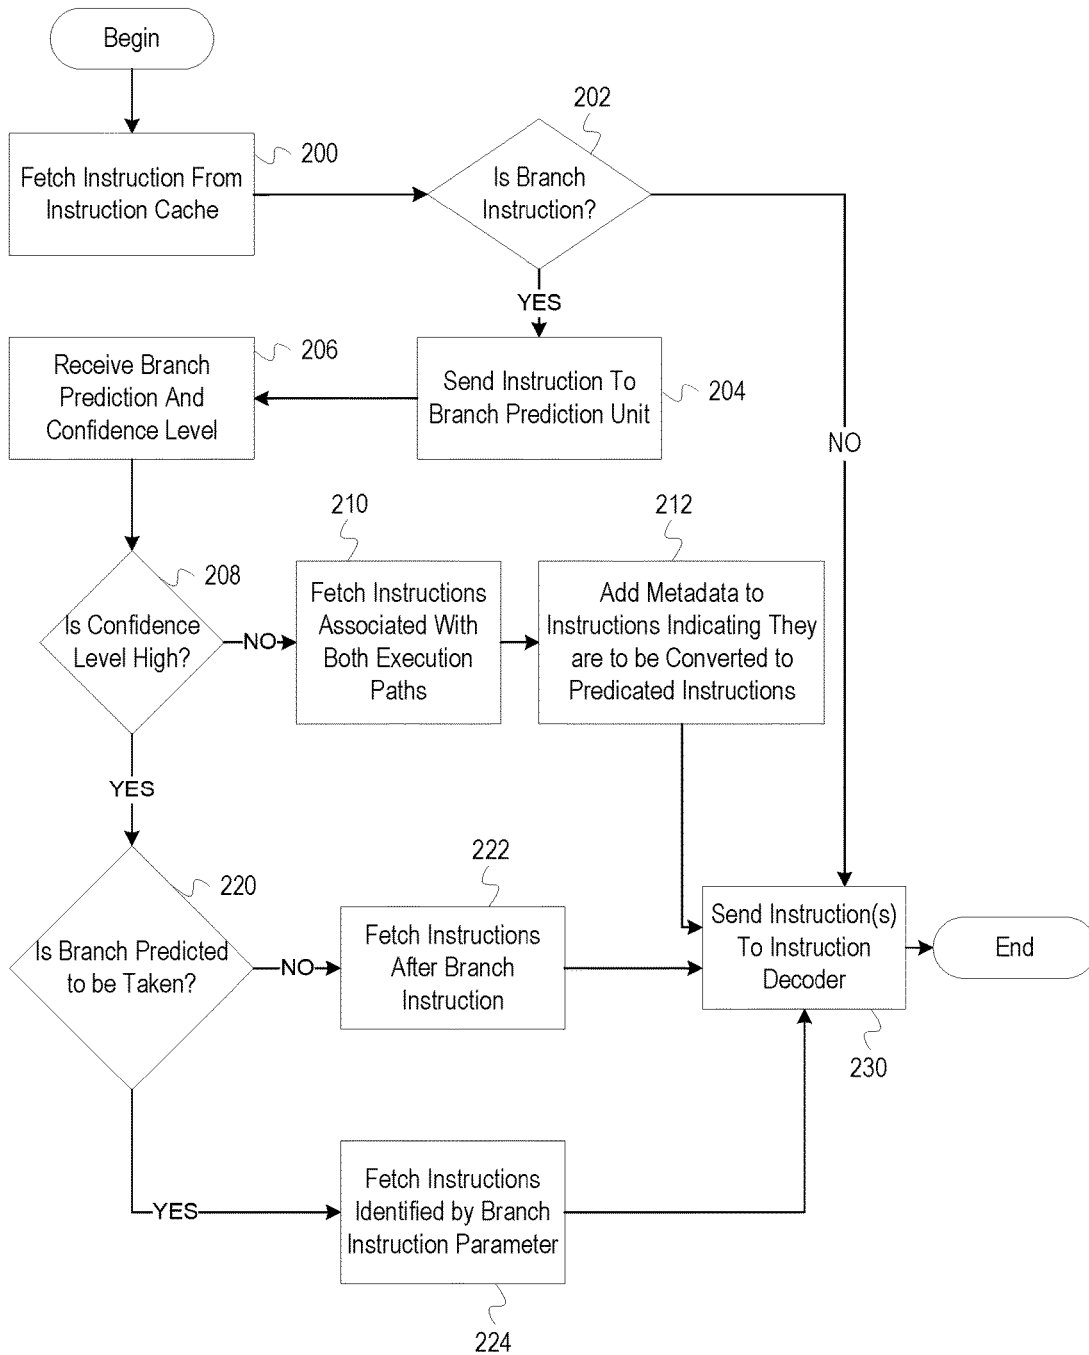 Begin
202
200
Fetch Instruction From
Instruction Cache
Is Branch
Instruction?
YES
206
Receive Branch
Prediction And
Confidence Level
Send Instruction To
Branch Prediction Unit
204
NO
210
212
208
Is Confidence
Level High?
NO
Fetch Instructions
Associated With
Both Execution
Paths
Add Metadata to
Instructions Indicating They
are to be Converted to
Predicated Instructions
YES
222
220
Is Branch Predicted
to be Taken?
NO
Fetch Instructions
After Branch
Instruction
Send Instruction(s)
To Instruction
Decoder
End
230
YES
Fetch Instructions
Identified by Branch
Instruction Parameter
224